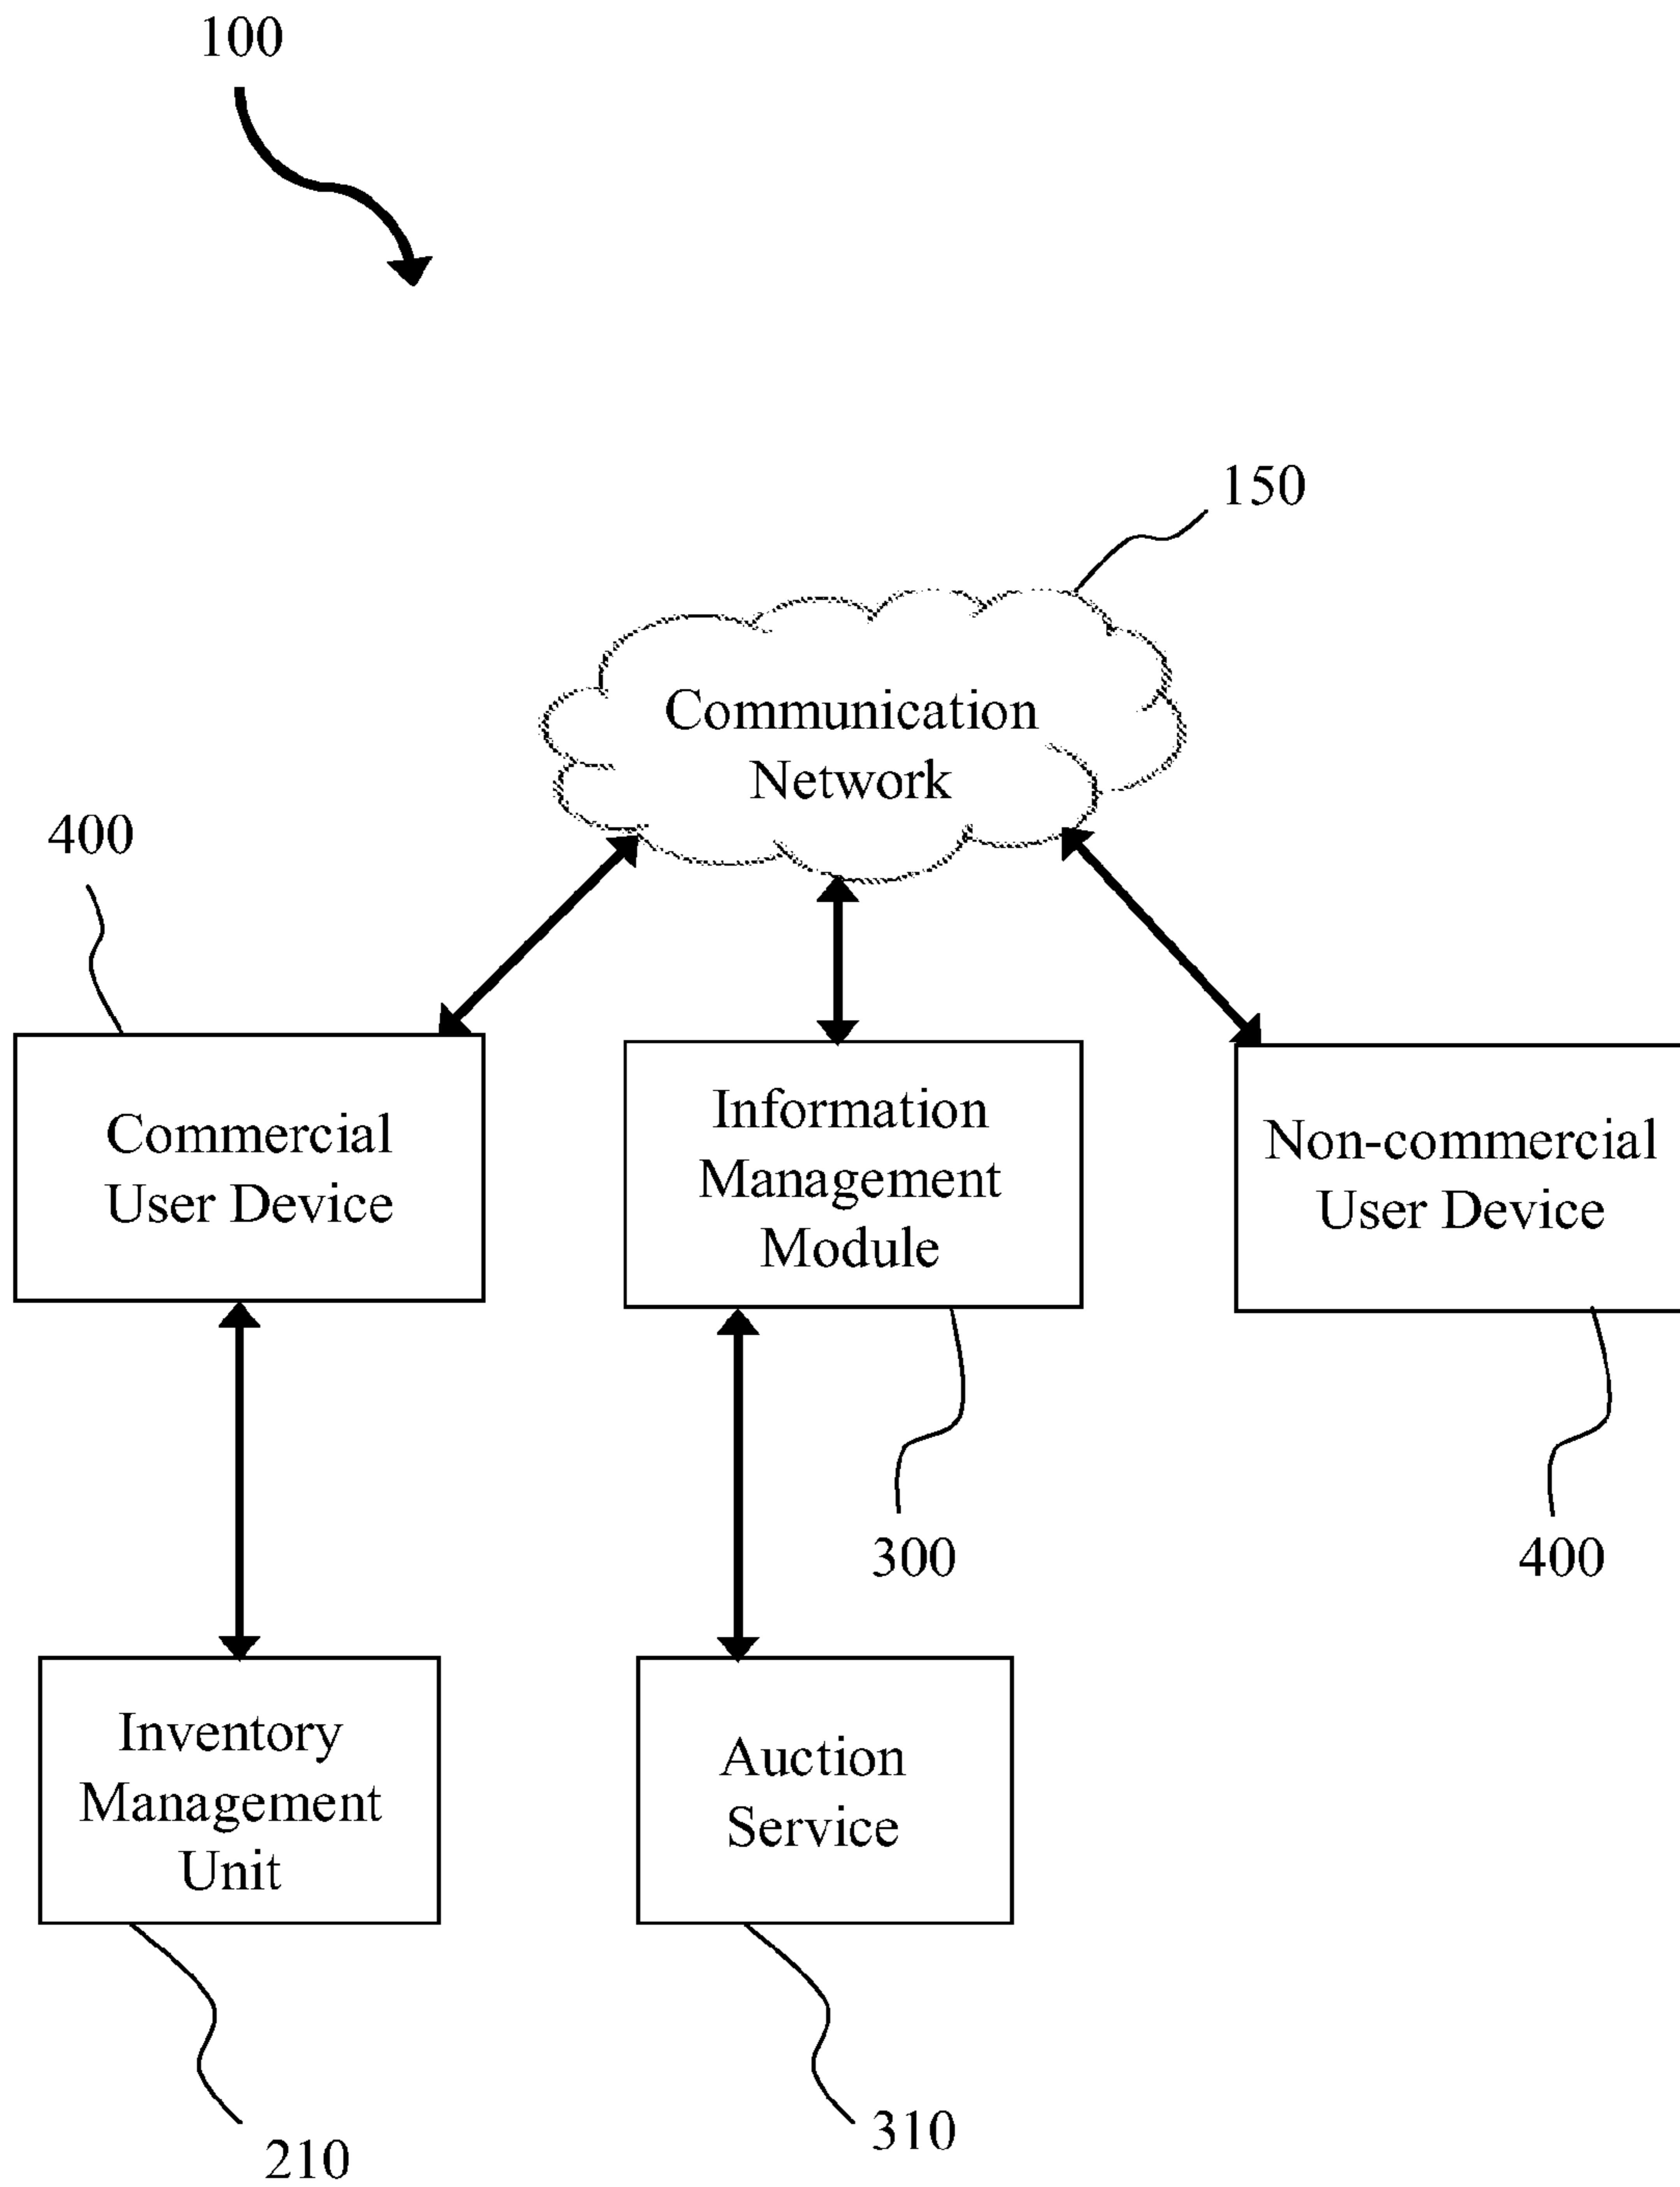 100
150
Communication
Network
400
Commercial
User Device
Information
Management
Module
Non-commercial
User Device
300
400
Inventory
Management
Unit
Auction
Service
210
310